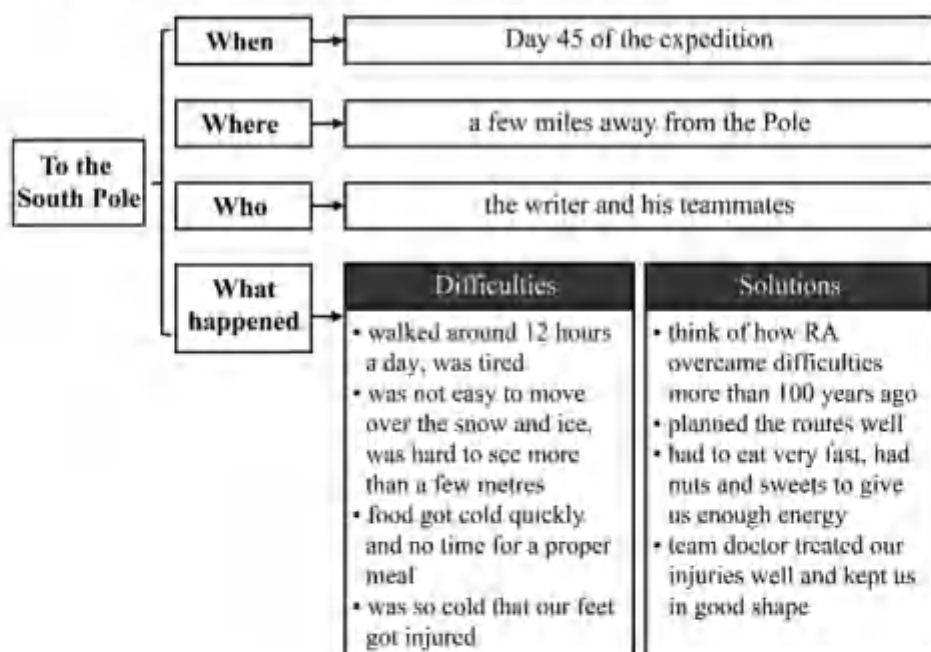 To the
South Pole
When
Day 45 of the expedition
Where
a few miles away from the Pole
Who
the writer and his teammates
What
happened
Difficulties
• walked around 12 hours
a day, was tired
• was not easy to move
over the snow and ice,
was hard to see more
than a few metres
• food got cold quickly
and no time for a proper
meal
• was so cold that our feet
got injured
Solutions
• think of how RA
overcame difficulties
more than 100 years ago
• planned the routes well
• had to eat very fast, had
nuts and sweets to give
us enough energy
• team doctor treated our
injuries well and kept us
in good shape